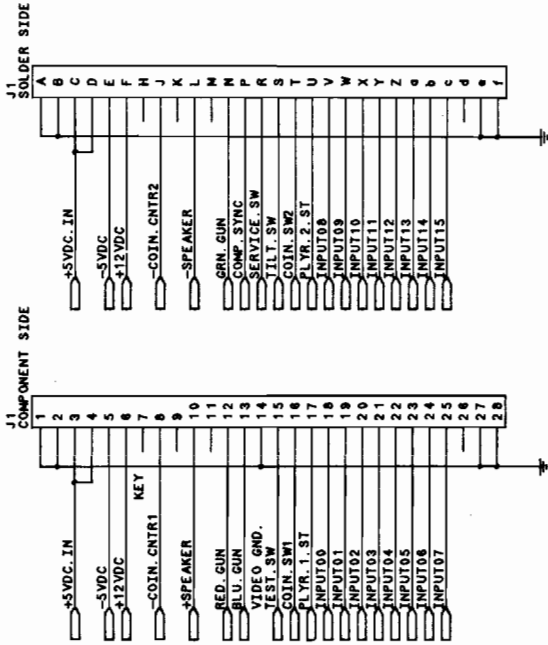 J1
SOLDER SIDE
A
B
+5VDC.IN C
D
-5VDC E
+12VDC F
H
-COIN.CNTR2 J
K
-SPEAKER L
M
GRN.GUN N
COMP.SYNC P
SERVICE.SW R
TILT.SW S
COIN.SW2 T
PLYR.2.ST U
INPUT08 V
INPUT09 W
INPUT10 X
INPUT11 Y
INPUT12 Z
INPUT13 a
INPUT14 b
INPUT15 c
d
e
f
J1
COMPONENT SIDE
1
2
+5VDC.IN 3
4
-5VDC 5
+12VDC 6
KEY 7
-COIN.CNTR1 8
9
+SPEAKER 10
11
RED.GUN 12
BLU.GUN 13
VIDEO GND. 14
TEST.SW 15
COIN.SW1 16
PLYR.1.ST 17
INPUT00 18
INPUT01 19
INPUT02 20
INPUT03 21
INPUT04 22
INPUT05 23
INPUT06 24
INPUT07 25
26
27
28